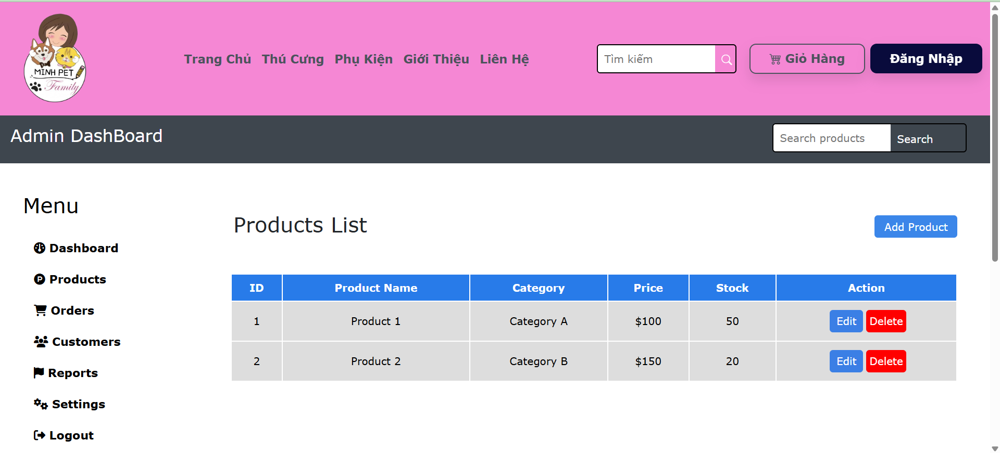 MINH PET
Family
Trang Chủ Thú Cưng Phụ Kiện Giới Thiệu Liên Hệ
Tìm kiếm
Giỏ Hàng
Đăng Nhập
Admin DashBoard
Search products
Search
Menu
Dashboard
Products
Orders
Customers
Reports
Settings
Logout
Products List
Add Product
ID Product Name Category Price Stock Action
1 Product 1 Category A $100 50 Edit Delete
2 Product 2 Category B $150 20 Edit Delete